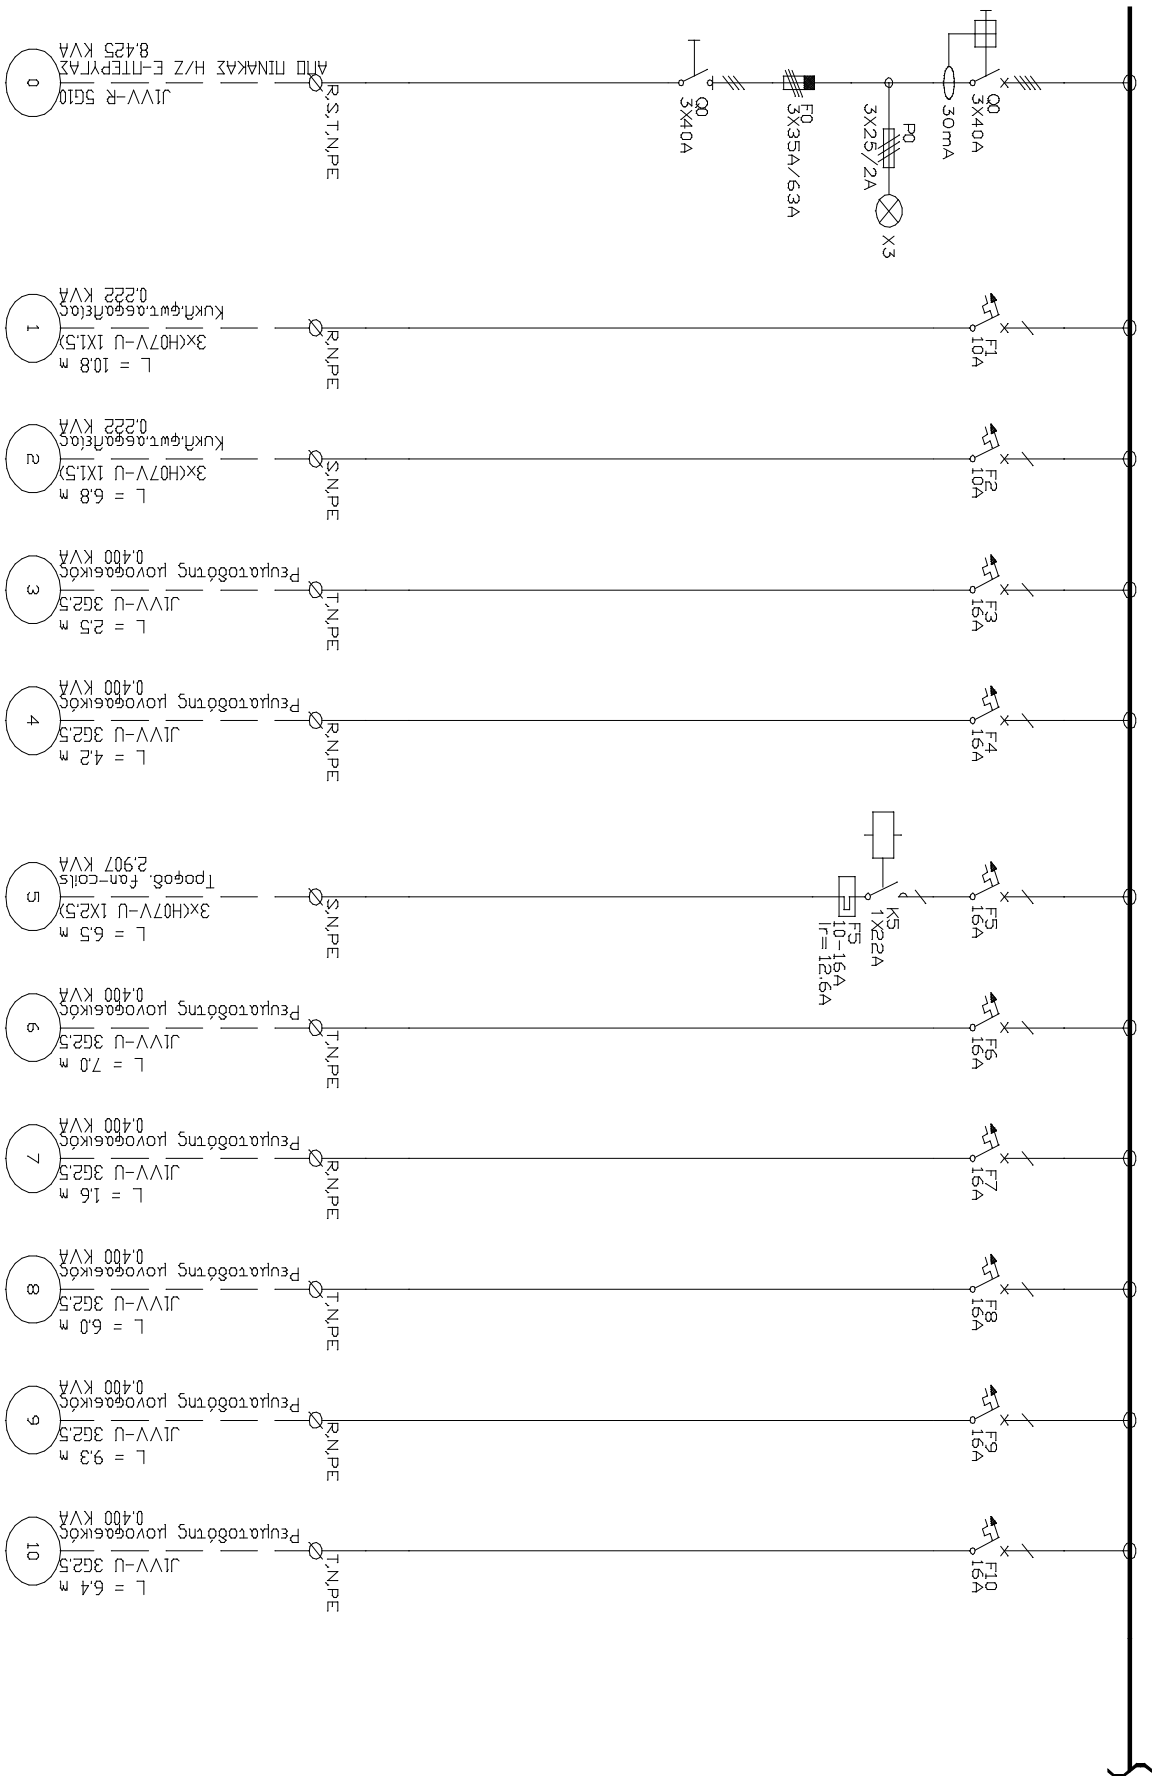 0
J1VV-R 5G10
ΑΠΟ ΠΙΝΑΚΑΣ Η/Ζ Ε-ΠΤΕΡΥΓΑΣ
8.425 KVA
R,S,T,N,PE
Q0
3X40A
F0
3X35A/63A
P0
3X25/2A
X3
30mA
Q0
3X40A
1
L = 10.8 m
3x(H07V-U 1X1.5)
Κυκλ.φωτ.ασφαλείας
0.222 KVA
R,N,PE
F1
10A
2
L = 6.8 m
3x(H07V-U 1X1.5)
Κυκλ.φωτ.ασφαλείας
0.222 KVA
S,N,PE
F2
10A
3
L = 2.5 m
J1VV-U 3G2.5
Ρευματοδότης μονοφασικός
0.400 KVA
T,N,PE
F3
16A
4
L = 4.2 m
J1VV-U 3G2.5
Ρευματοδότης μονοφασικός
0.400 KVA
R,N,PE
F4
16A
5
L = 6.5 m
3x(H07V-U 1X2.5)
Τροφοδ. fan-coils
2.907 KVA
S,N,PE
F5
10-16A
Ir= 12.6A
K5
1X22A
F5
16A
6
L = 7.0 m
J1VV-U 3G2.5
Ρευματοδότης μονοφασικός
0.400 KVA
T,N,PE
F6
16A
7
L = 1.6 m
J1VV-U 3G2.5
Ρευματοδότης μονοφασικός
0.400 KVA
R,N,PE
F7
16A
8
L = 6.0 m
J1VV-U 3G2.5
Ρευματοδότης μονοφασικός
0.400 KVA
T,N,PE
F8
16A
9
L = 9.3 m
J1VV-U 3G2.5
Ρευματοδότης μονοφασικός
0.400 KVA
R,N,PE
F9
16A
10
L = 6.4 m
J1VV-U 3G2.5
Ρευματοδότης μονοφασικός
0.400 KVA
T,N,PE
F10
16A